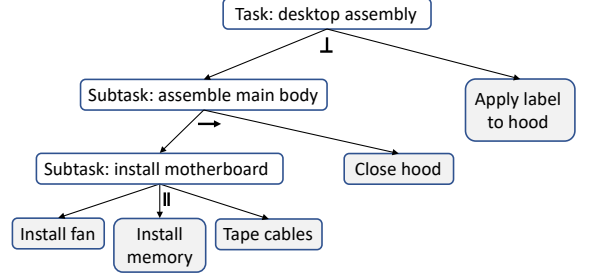 Task: desktop assembly
⊥
Subtask: assemble main body
Apply label
to hood
→
Subtask: install motherboard
Close hood
||
Install fan
Install
memory
Tape cables